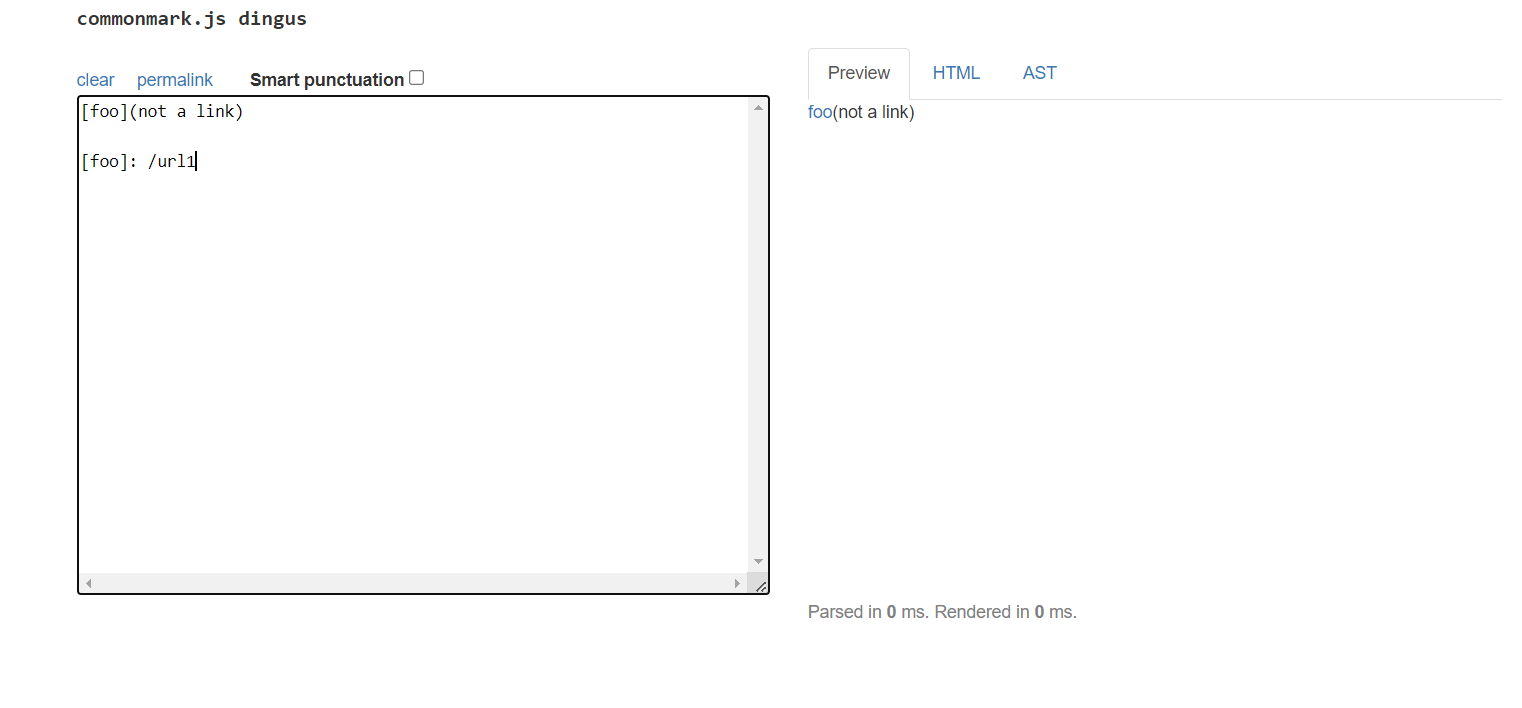 commonmark.js dingus
clear permalink Smart punctuation
[foo](not a link)
[foo]: /url1
Preview HTML AST
foo(not a link)
Parsed in 0 ms. Rendered in 0 ms.